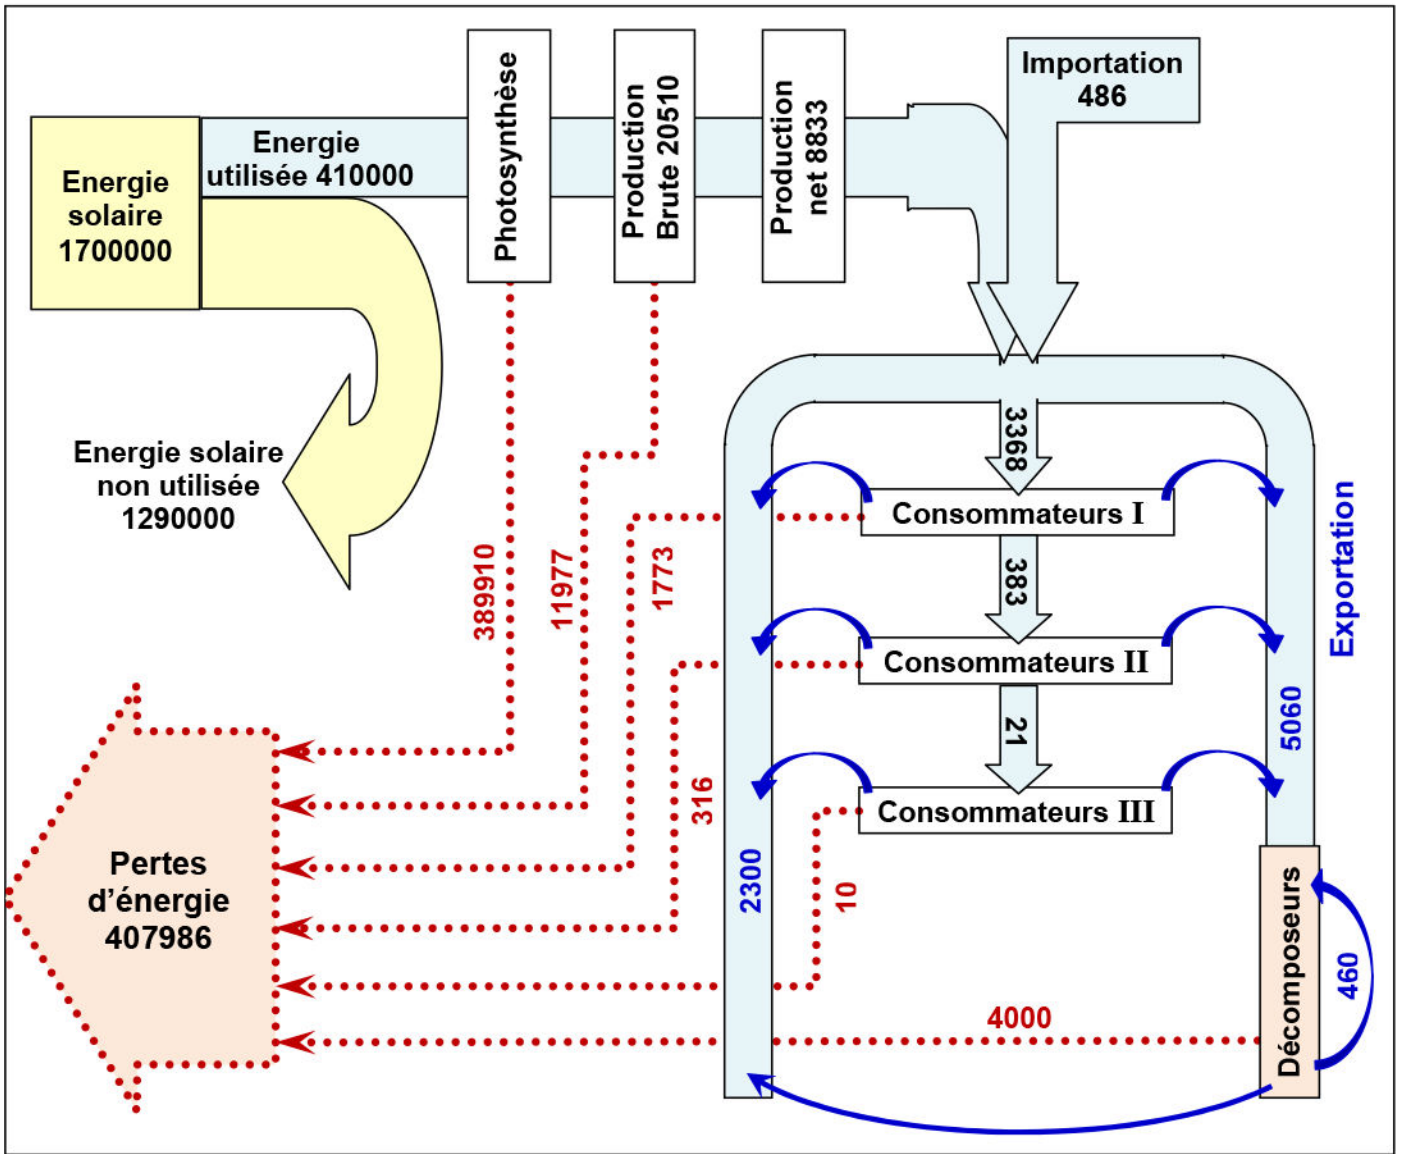 Energie
solaire
1700000
Energie
utilisée 410000
Photosynthèse
Production
Brute 20510
Production
net 8833
Importation
486
Energie solaire
non utilisée
1290000
3368
Consommateurs I
383
Consommateurs II
21
Consommateurs III
Exportation
5060
2300
Décomposeurs
460
389910
11977
1773
316
10
4000
Pertes
d’énergie
407986